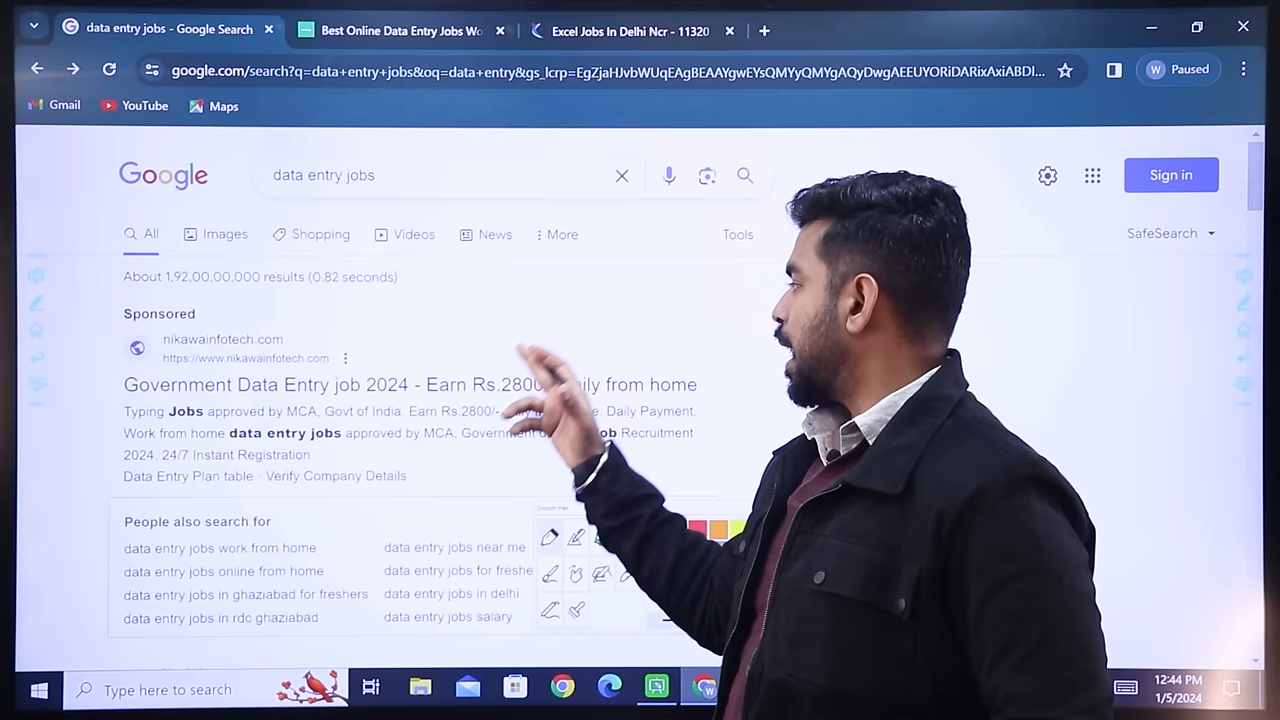 data entry jobs - Google Search
Best Online Data Entry Jobs Wo
Excel Jobs In Delhi Ncr - 11320
google.com/search?q=data+entry+jobs&oq=data+entry&gs_lcrp=EgZjaHJvbWUqEAgBEAAYgwEYsQMYyQMYgAQyDwgAEEUYORiDARixAxiABDI...
W Paused
Gmail YouTube Maps
Google
data entry jobs
Sign in
All Images Shopping Videos News More Tools
SafeSearch
About 1,92,00,00,000 results (0.82 seconds)
Sponsored
nikawainfotech.com
https://www.nikawainfotech.com
Government Data Entry job 2024 - Earn Rs.2800 from home
Typing Jobs approved by MCA, Govt of India. Earn Rs.2800/- Daily Payment.
Work from home data entry jobs approved by MCA, Government Recruitment
2024. 24/7 Instant Registration.
Data Entry Plan table · Verify Company Details
People also search for
data entry jobs work from home
data entry jobs near me
data entry jobs online from home
data entry jobs for freshe
data entry jobs in ghaziabad for freshers
data entry jobs in delhi
data entry jobs in rdc ghaziabad
data entry jobs salary
Smooth Pen
Type here to search
W
12:44 PM
1/5/2024